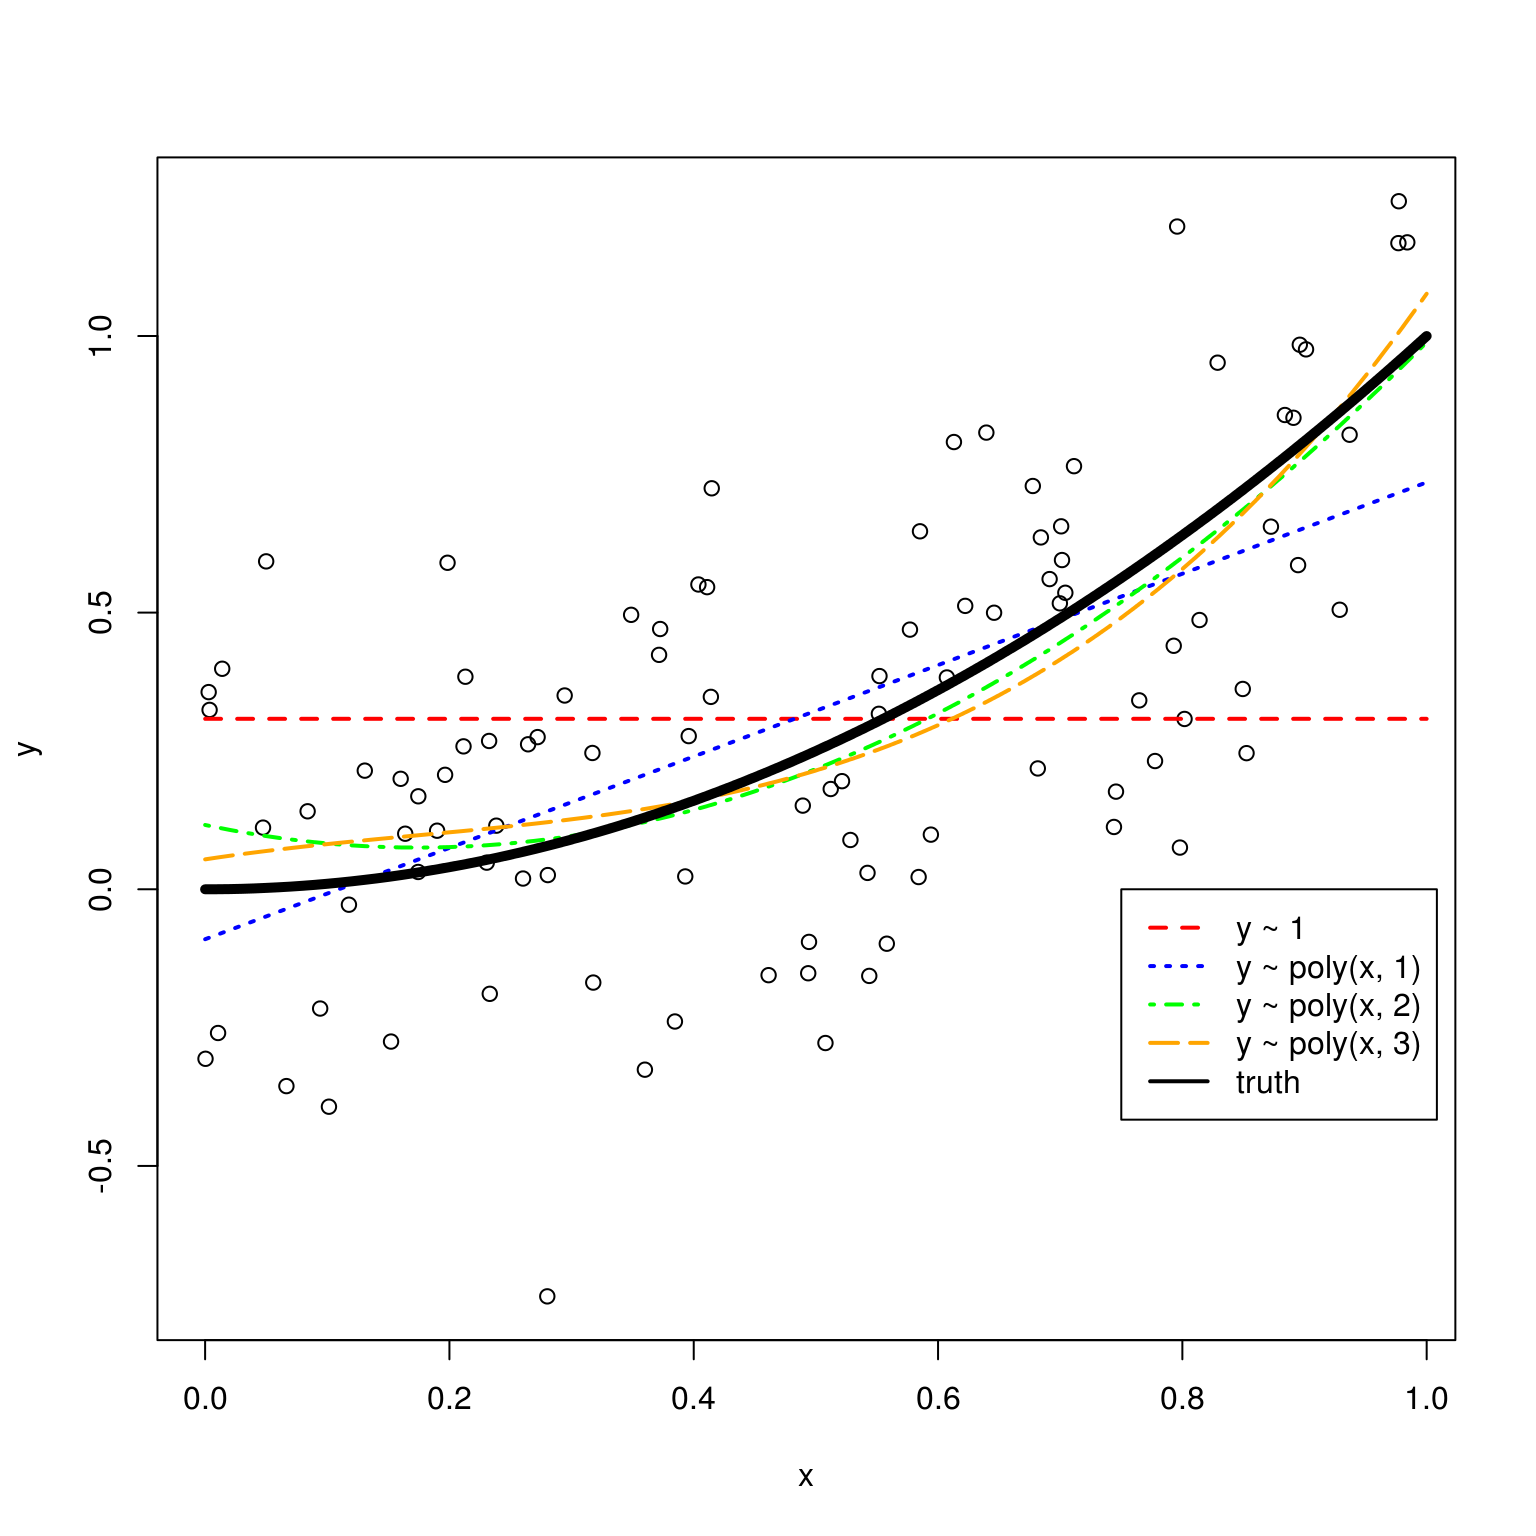 1.0
0.5
0.0
-0.5
y
0.0 0.2 0.4 0.6 0.8 1.0
x
y ~ 1
y ~ poly(x, 1)
y ~ poly(x, 2)
y ~ poly(x, 3)
truth